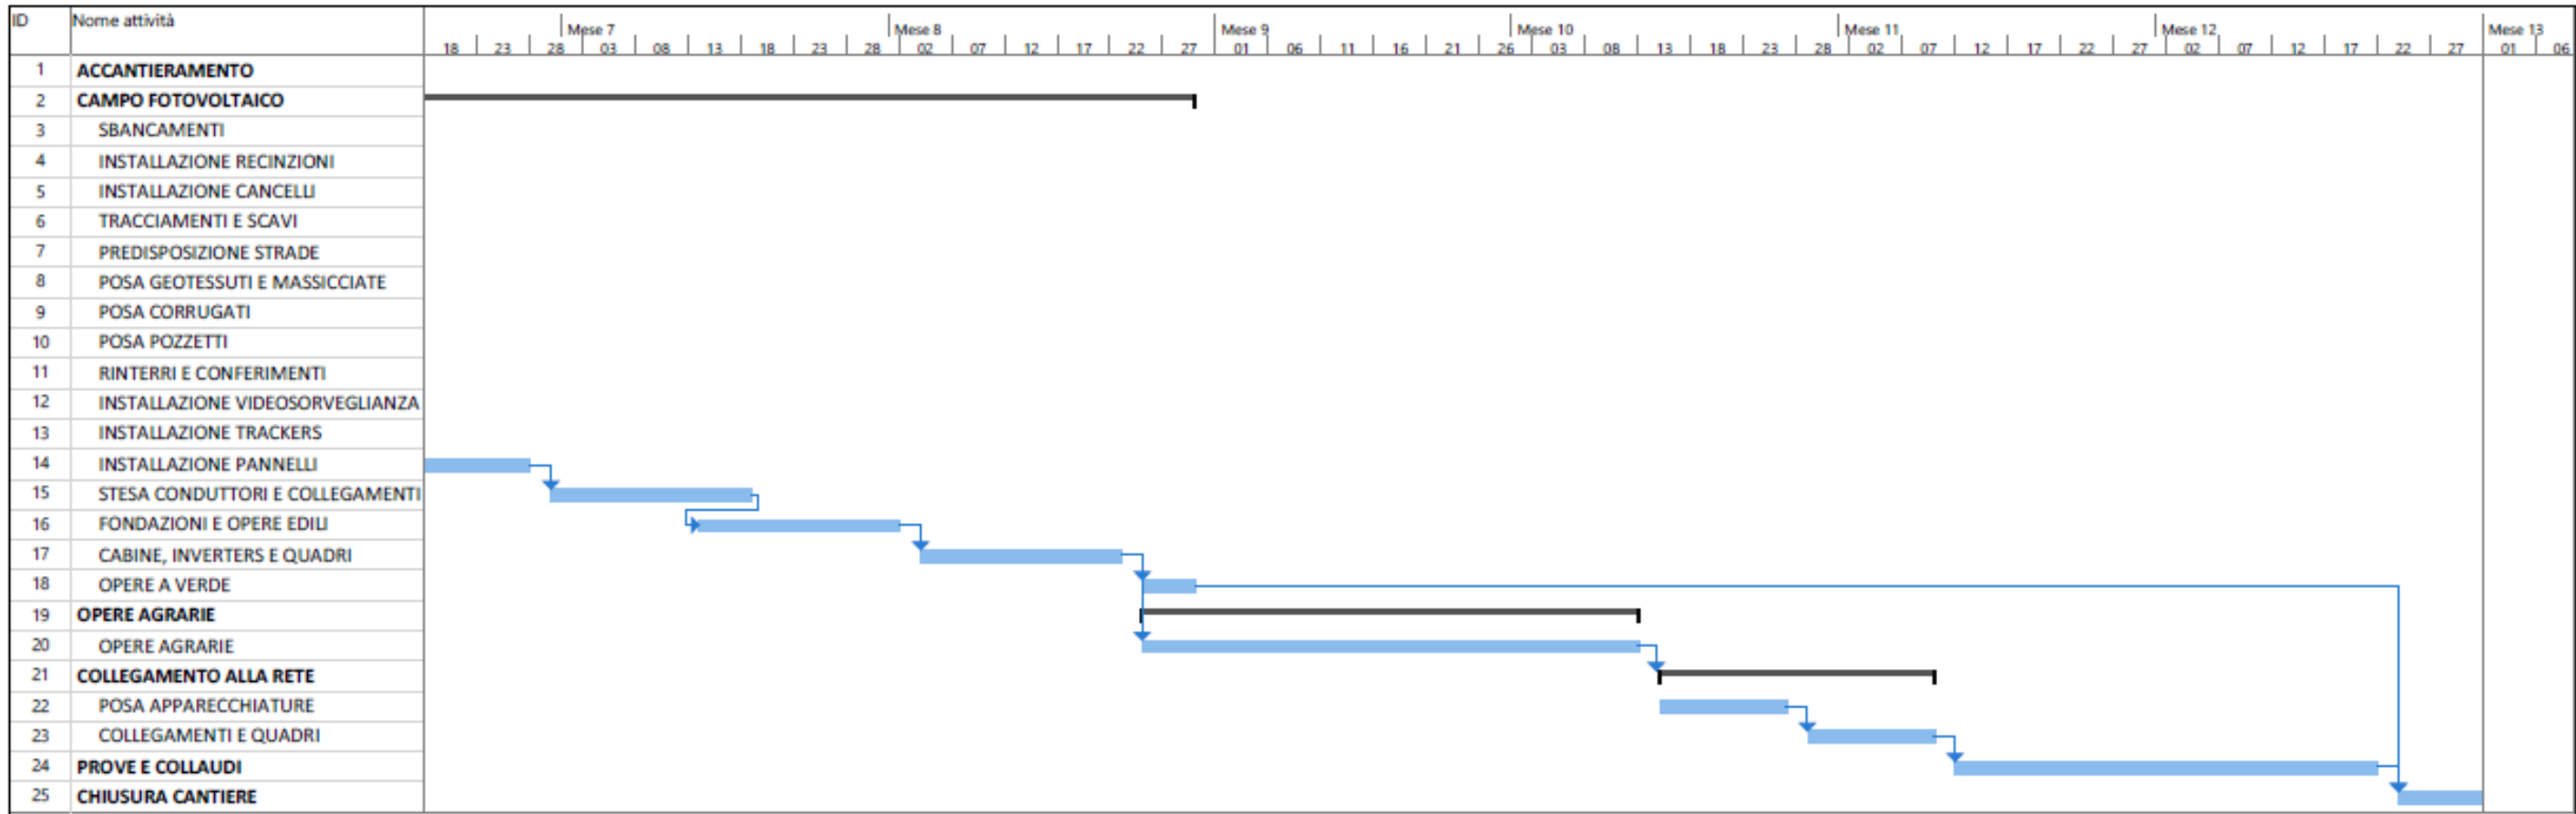 ID Nome attività Mese 7 Mese 8 Mese 9 Mese 10 Mese 11 Mese 12 Mese 13
18 23 28 03 08 13 18 23 28 02 07 12 17 22 27 01 06 11 16 21 26 03 08 13 18 23 28 02 07 12 17 22 27 02 07 12 17 22 27 01 06
1 ACCANTIERAMENTO
2 CAMPO FOTOVOLTAICO
3 SBANCAMENTI
4 INSTALLAZIONE RECINZIONI
5 INSTALLAZIONE CANCELLI
6 TRACCIAMENTI E SCAVI
7 PREDISPOSIZIONE STRADE
8 POSA GEOTESSUTI E MASSICCIATE
9 POSA CORRUGATI
10 POSA POZZETTI
11 RINTERRI E CONFERIMENTI
12 INSTALLAZIONE VIDEOSORVEGLIANZA
13 INSTALLAZIONE TRACKERS
14 INSTALLAZIONE PANNELLI
15 STESA CONDUTTORI E COLLEGAMENTI
16 FONDAZIONI E OPERE EDILI
17 CABINE, INVERTERS E QUADRI
18 OPERE A VERDE
19 OPERE AGRARIE
20 OPERE AGRARIE
21 COLLEGAMENTO ALLA RETE
22 POSA APPARECCHIATURE
23 COLLEGAMENTI E QUADRI
24 PROVE E COLLAUDI
25 CHIUSURA CANTIERE